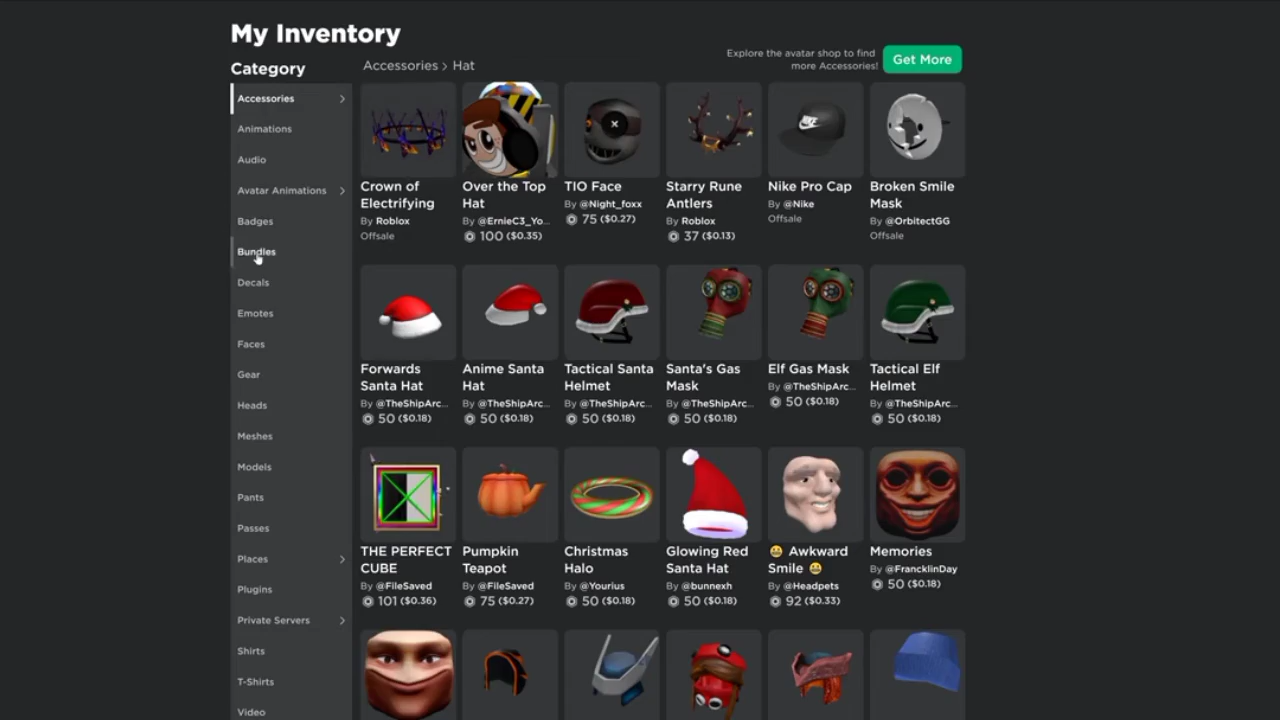 My Inventory
Category
Accessories > Hat
Explore the avatar shop to find
more Accessories!
Get More
Accessories
Animations
Audio
Avatar Animations
Badges
Bundles
Decals
Emotes
Faces
Gear
Heads
Meshes
Models
Pants
Passes
Places
Plugins
Private Servers
Shirts
T-Shirts
Video
Crown of
Electrifying
By Roblox
Offsale
Over the Top
Hat
By @ErnieC3_Yo...
100 ($0.35)
TIO Face
By @Night_foxx
75 ($0.27)
Starry Rune
Antlers
By Roblox
37 ($0.13)
NIKE
Nike Pro Cap
By @Nike
Offsale
Broken Smile
Mask
By @OrbitectGG
Offsale
Forwards
Santa Hat
By @TheShipArc...
50 ($0.18)
Anime Santa
Hat
By @TheShipArc...
50 ($0.18)
Tactical Santa
Helmet
By @TheShipArc...
50 ($0.18)
Santa's Gas
Mask
By @TheShipArc...
50 ($0.18)
Elf Gas Mask
By @TheShipArc...
50 ($0.18)
Tactical Elf
Helmet
By @TheShipArc...
50 ($0.18)
THE PERFECT
CUBE
By @FileSaved
101 ($0.36)
Pumpkin
Teapot
By @FileSaved
75 ($0.27)
Christmas
Halo
By @Yourius
50 ($0.18)
Glowing Red
Santa Hat
By @bunnexh
50 ($0.18)
😀 Awkward
Smile 😀
By @Headpets
92 ($0.33)
Memories
By @FrancklinDay
50 ($0.18)